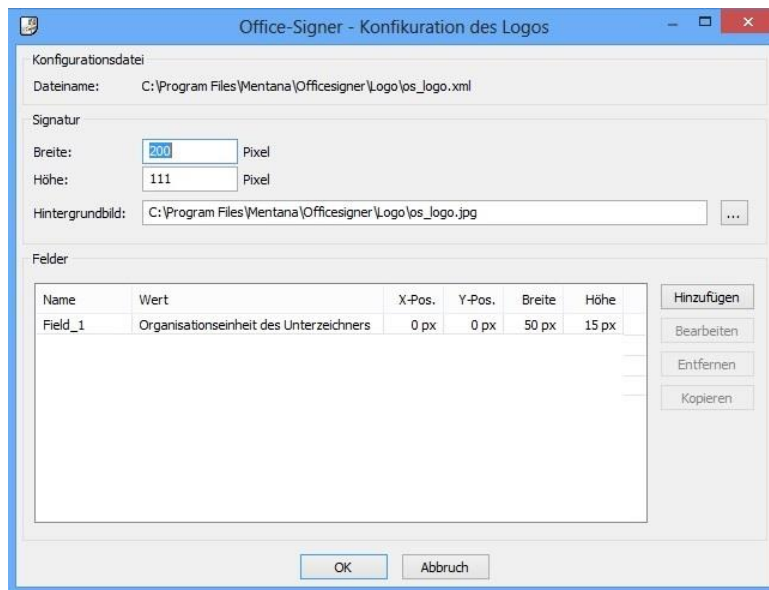 Office-Signer - Konfikuration des Logos
Konfigurationsdatei
Dateiname: C:\Program Files\Mentana\Officesigner\Logo\os_logo.xml
Signatur
Breite: 200 Pixel
Höhe: 111 Pixel
Hintergrundbild: C:\Program Files\Mentana\Officesigner\Logo\os_logo.jpg ...
Felder
Name Wert X-Pos. Y-Pos. Breite Höhe
Field_1 Organisationseinheit des Unterzeichners 0 px 0 px 50 px 15 px
Hinzufügen
Bearbeiten
Entfernen
Kopieren
OK Abbruch